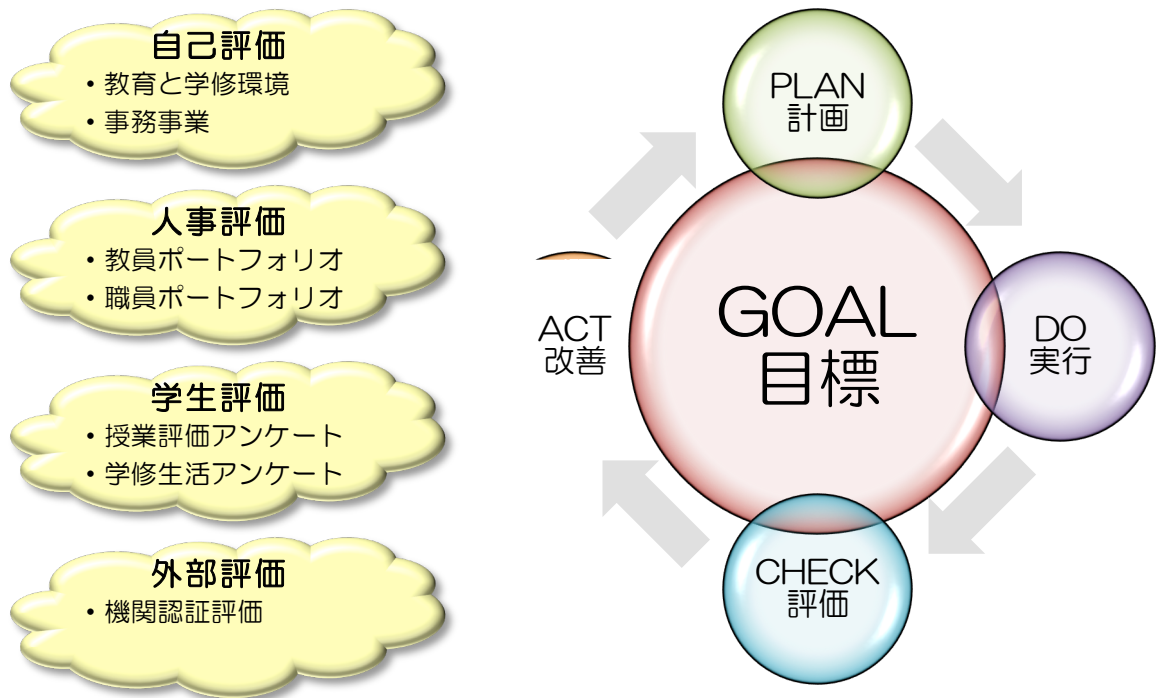 自己評価
・教育と学修環境
・事務事業
人事評価
・教員ポートフォリオ
・職員ポートフォリオ
学生評価
・授業評価アンケート
・学修生活アンケート
外部評価
・機関認証評価
PLAN
計画
DO
実行
CHECK
評価
ACT
改善
GOAL
目標